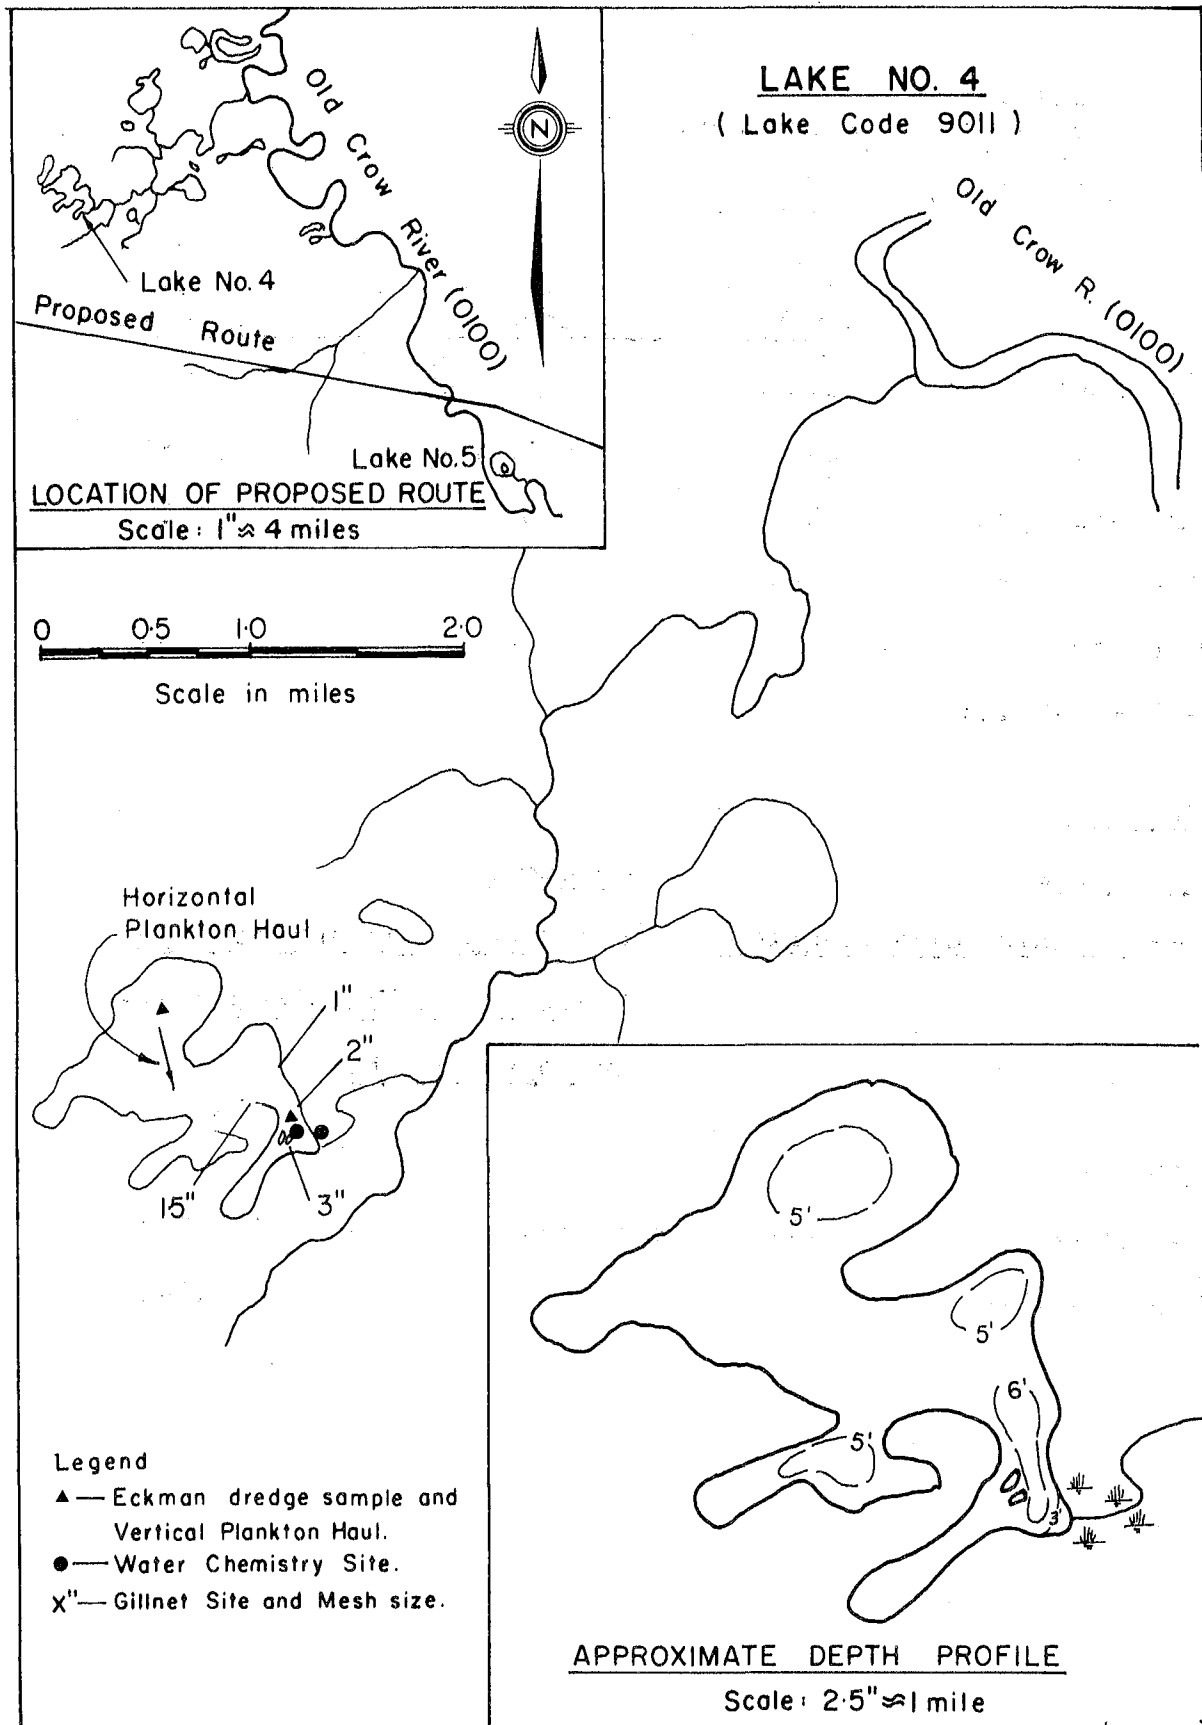 LAKE NO. 4
( Lake Code 9011 )
Old Crow River (0100)
N
Lake No. 4
Proposed Route
Lake No. 5
LOCATION OF PROPOSED ROUTE
Scale: 1" ≈ 4 miles
Old Crow R. (0100)
0 0·5 1·0 2·0
Scale in miles
Horizontal
Plankton Haul
1"
2"
15"
3"
5'
5'
6'
5'
3'
Legend
▲ — Eckman dredge sample and
Vertical Plankton Haul.
● — Water Chemistry Site.
x" — Gillnet Site and Mesh size.
APPROXIMATE DEPTH PROFILE
Scale: 2·5" ≈ 1 mile